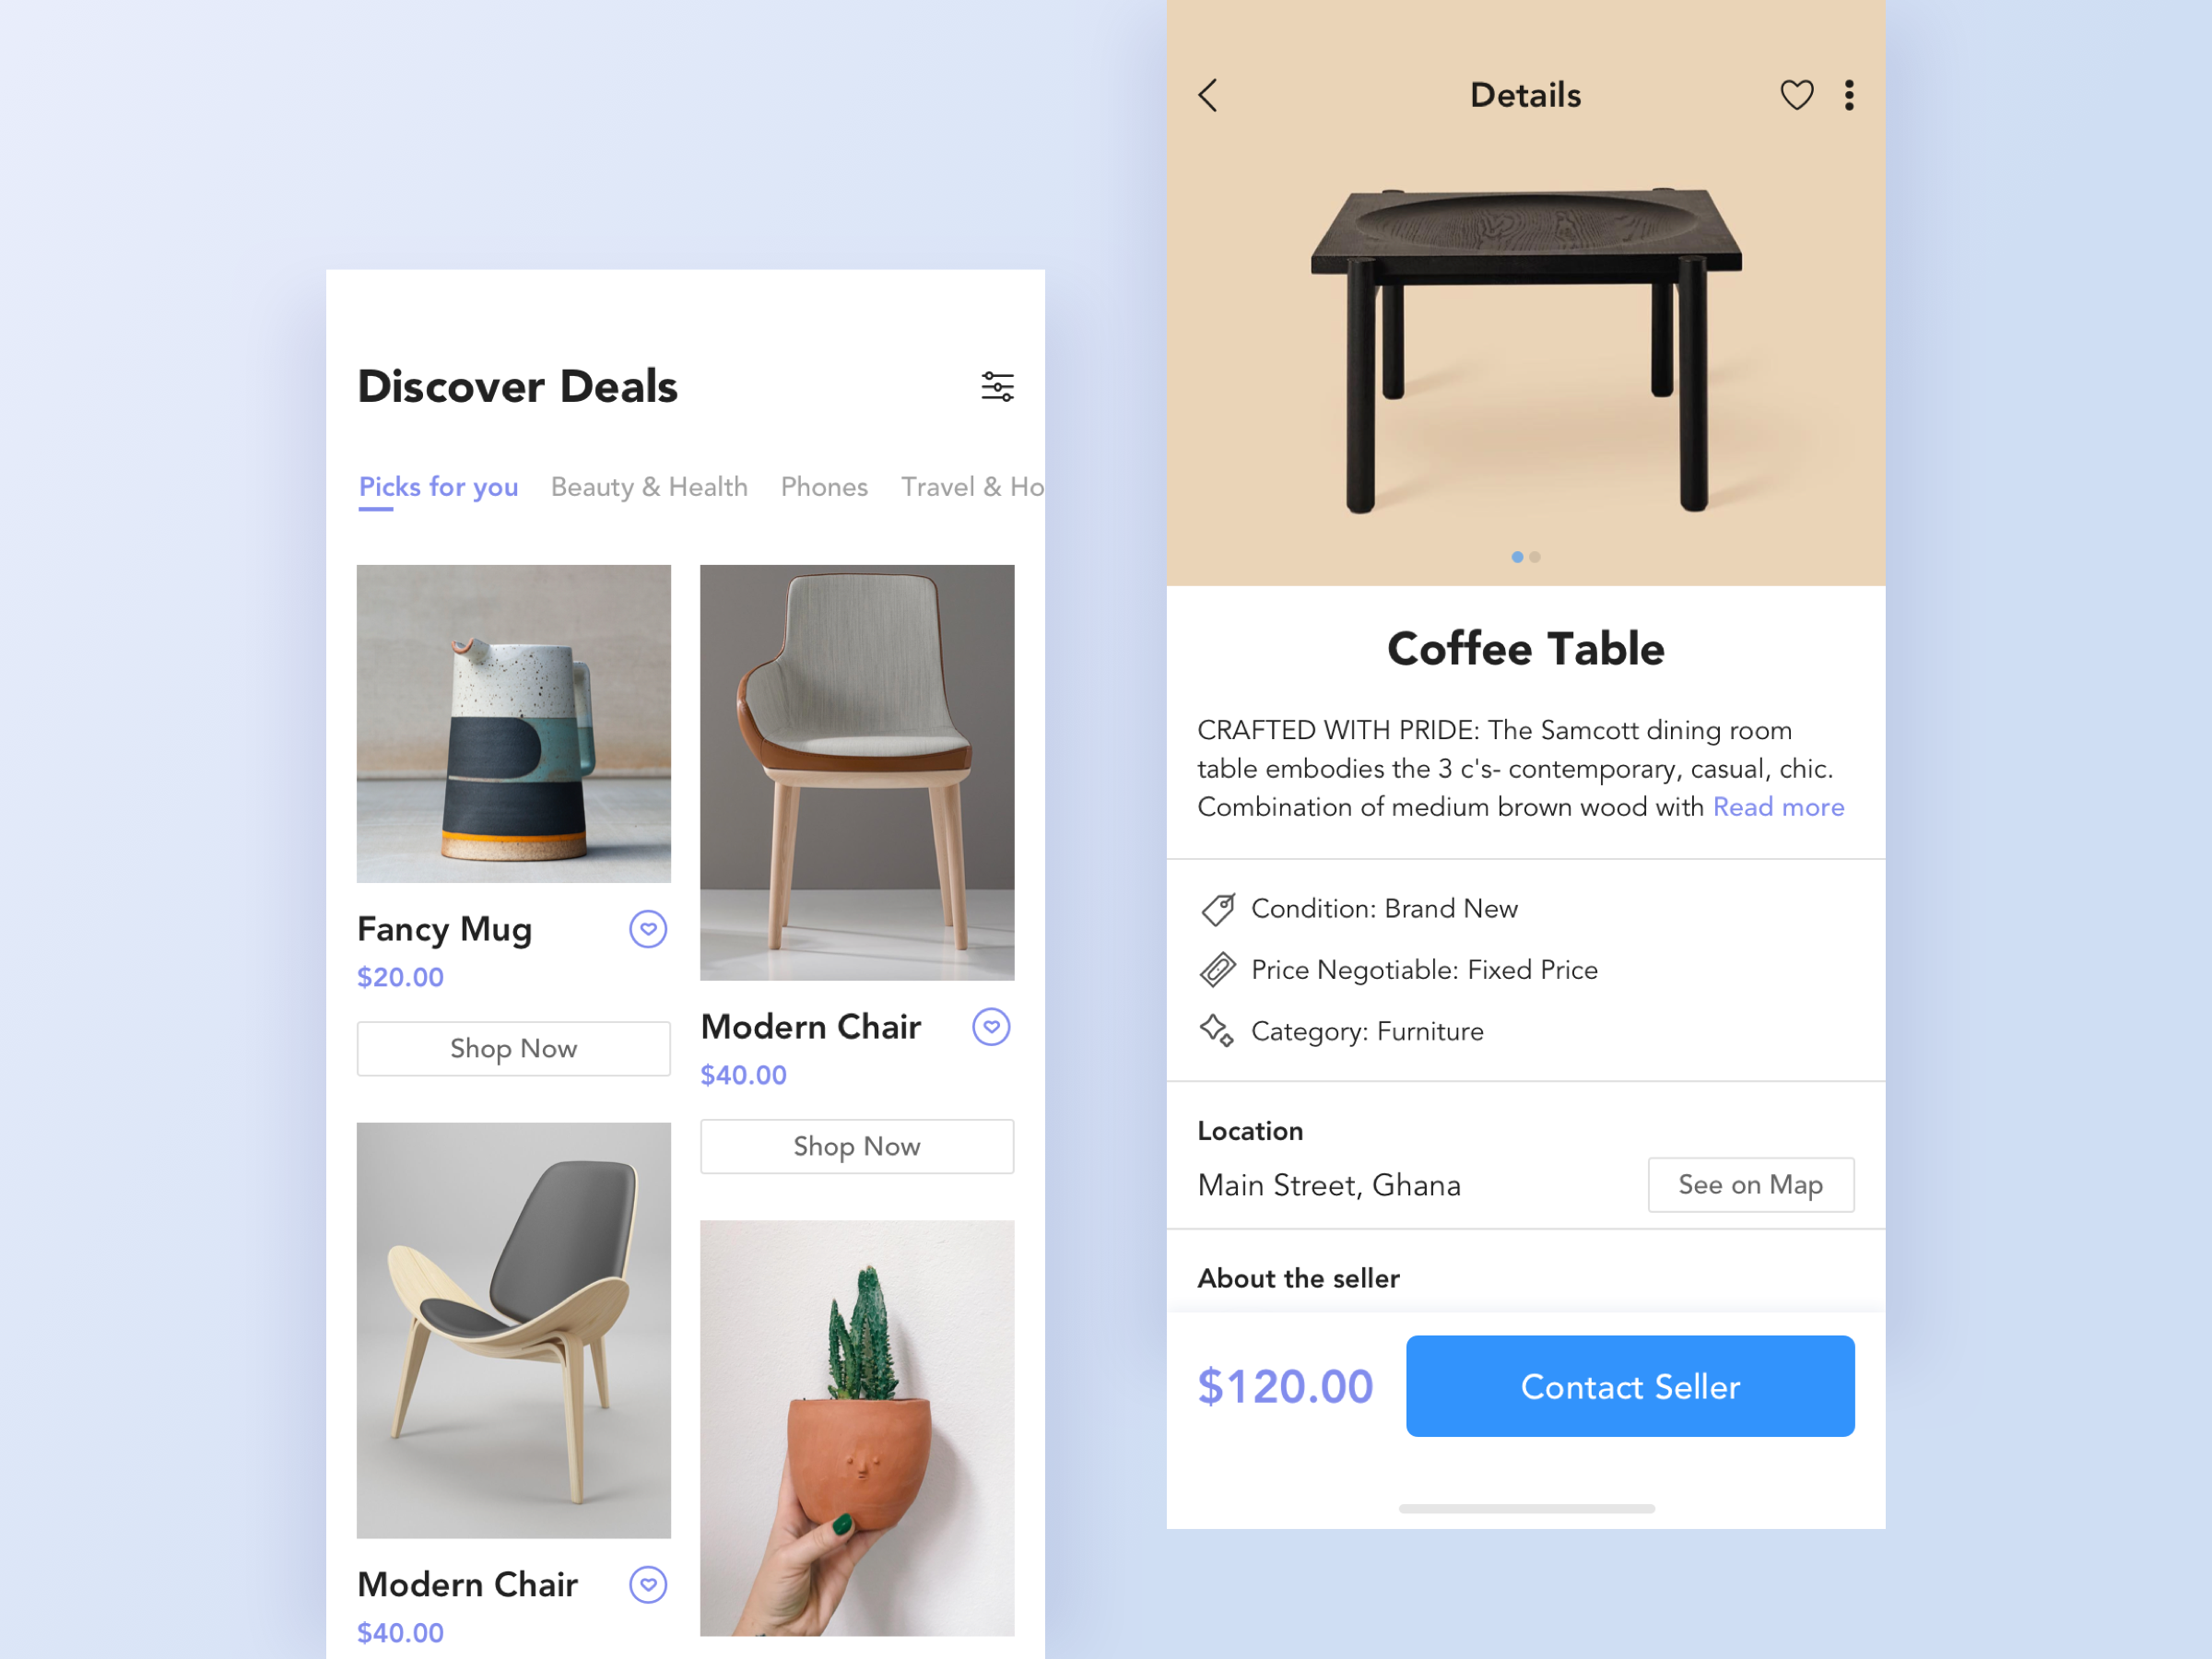 Discover Deals
Picks for you Beauty & Health Phones Travel & Ho
Fancy Mug
$20.00
Shop Now
Modern Chair
$40.00
Shop Now
Modern Chair
$40.00
Details
Coffee Table
CRAFTED WITH PRIDE: The Samcott dining room
table embodies the 3 c's- contemporary, casual, chic.
Combination of medium brown wood with Read more
Condition: Brand New
Price Negotiable: Fixed Price
Category: Furniture
Location
Main Street, Ghana
See on Map
About the seller
$120.00
Contact Seller